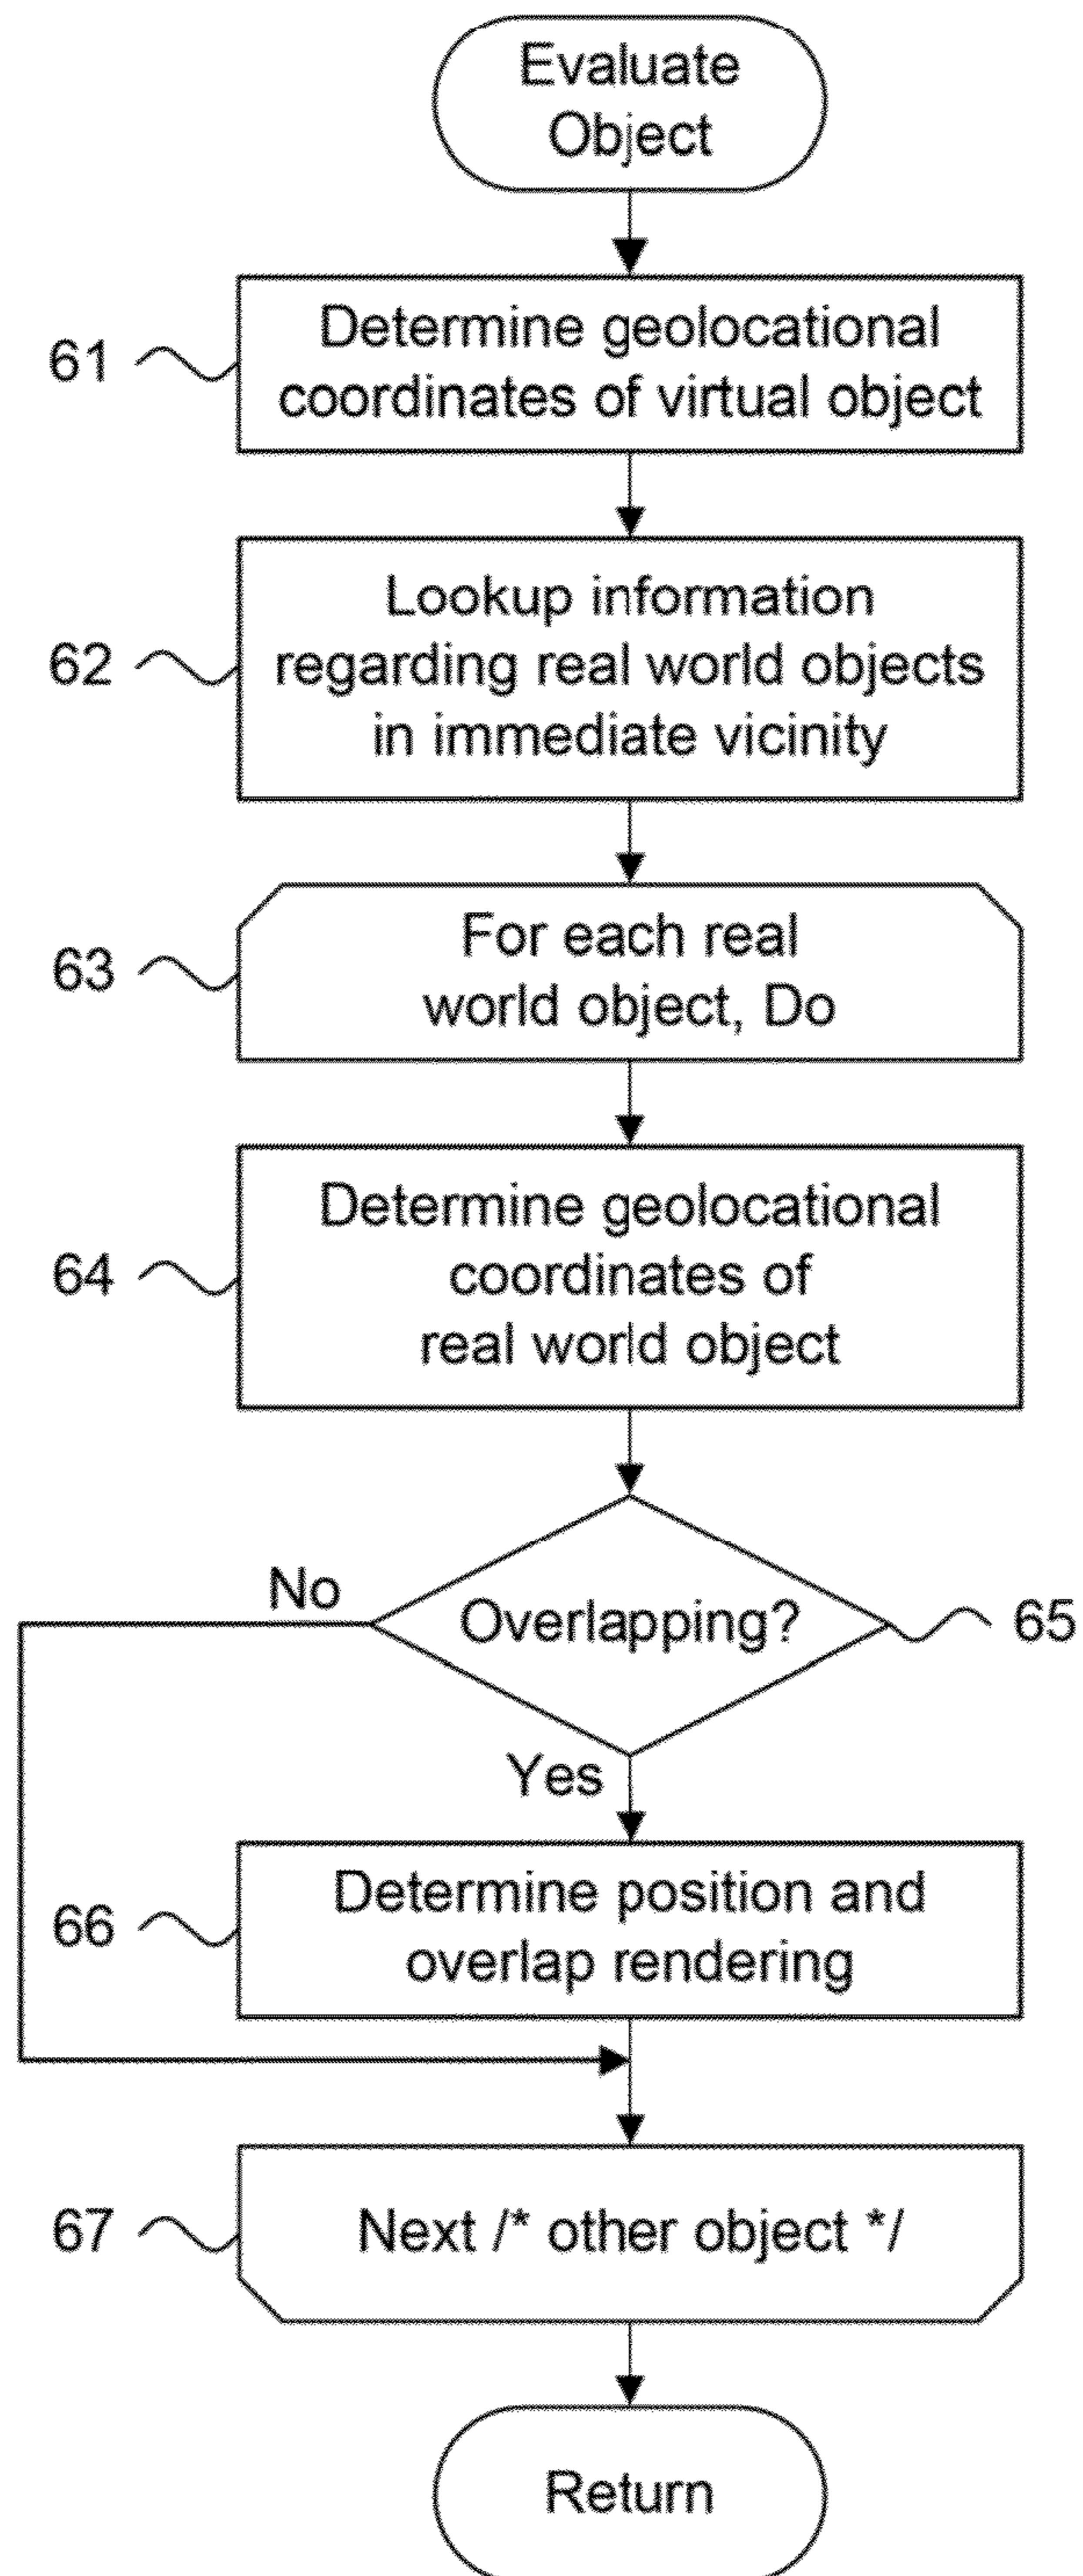 Evaluate
Object
61
Determine geolocational
coordinates of virtual object
62
Lookup information
regarding real world objects
in immediate vicinity
63
For each real
world object, Do
64
Determine geolocational
coordinates of
real world object
No
Overlapping?
65
Yes
66
Determine position and
overlap rendering
67
Next /* other object */
Return